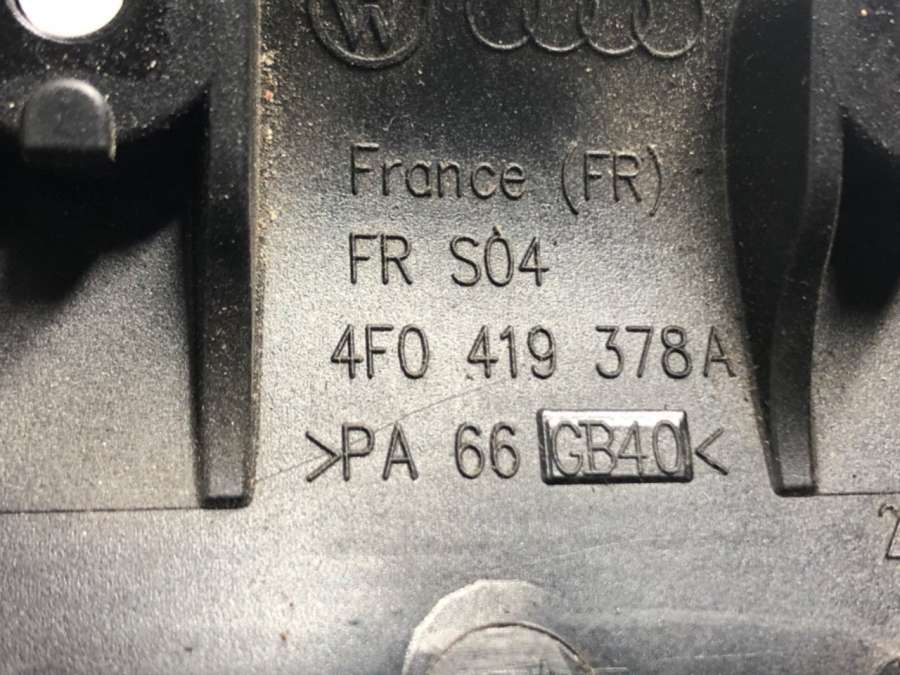 France (FR)
FR S04
4F0 419 378A
>PA 66 GB40<